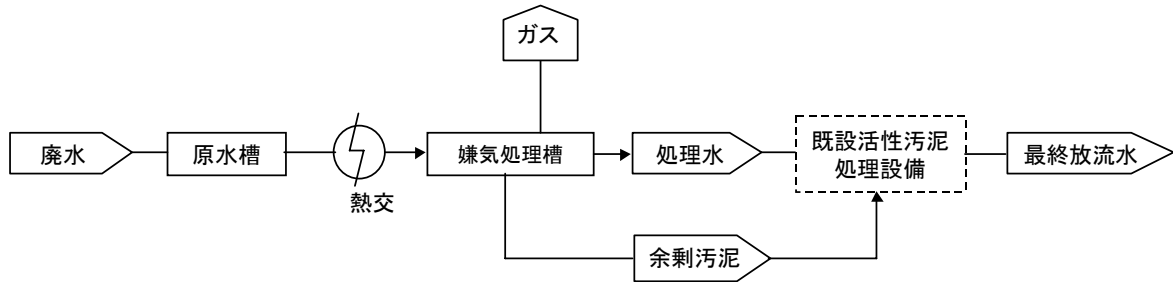 ガス
廃水
原水槽
熱交
嫌気処理槽
処理水
既設活性汚泥
処理設備
最終放流水
余剰汚泥